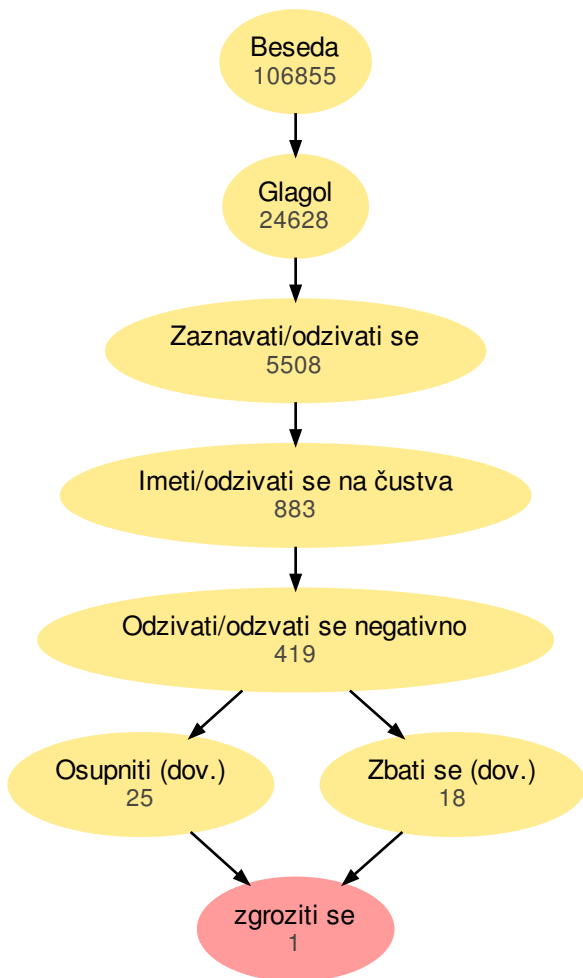 Beseda
106855
Glagol
24628
Zaznavati/odzivati se
5508
Imeti/odzivati se na čustva
883
Odzivati/odzvati se negativno
419
Osupniti (dov.)
25
Zbati se (dov.)
18
zgroziti se
1